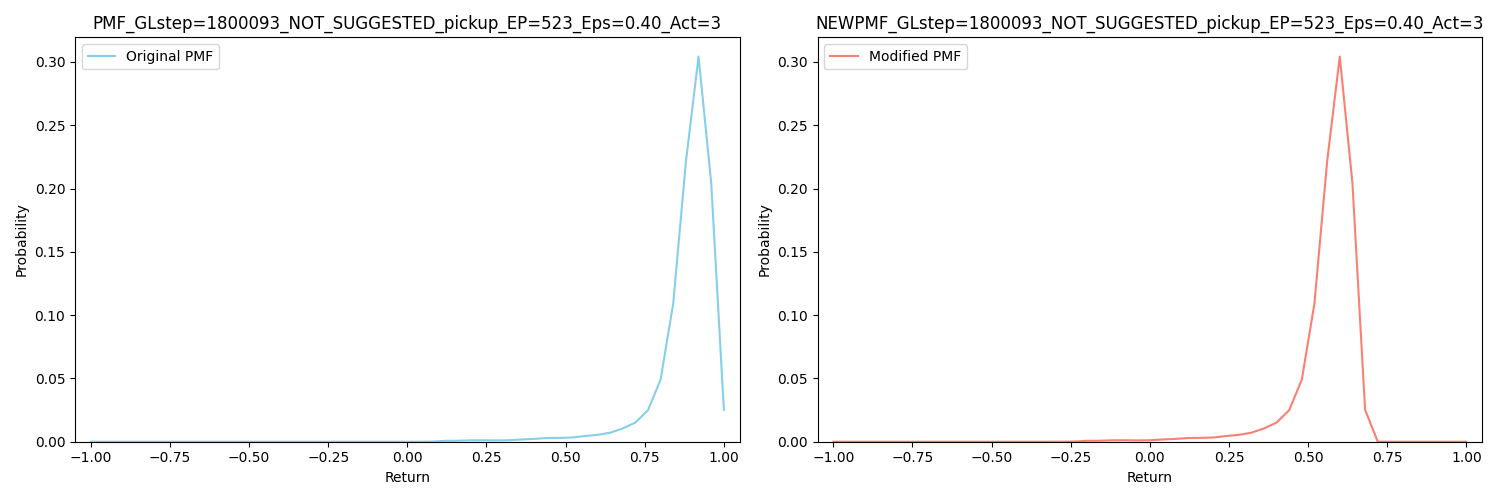 PMF_GLstep=1800093_NOT_SUGGESTED_pickup_EP=523_Eps=0.40_Act=3
Original PMF
0.30
0.25
0.20
0.15
0.10
0.05
0.00
Probability
−1.00 −0.75 −0.50 −0.25 0.00 0.25 0.50 0.75 1.00
Return
NEWPMF_GLstep=1800093_NOT_SUGGESTED_pickup_EP=523_Eps=0.40_Act=3
Modified PMF
0.30
0.25
0.20
0.15
0.10
0.05
0.00
Probability
−1.00 −0.75 −0.50 −0.25 0.00 0.25 0.50 0.75 1.00
Return